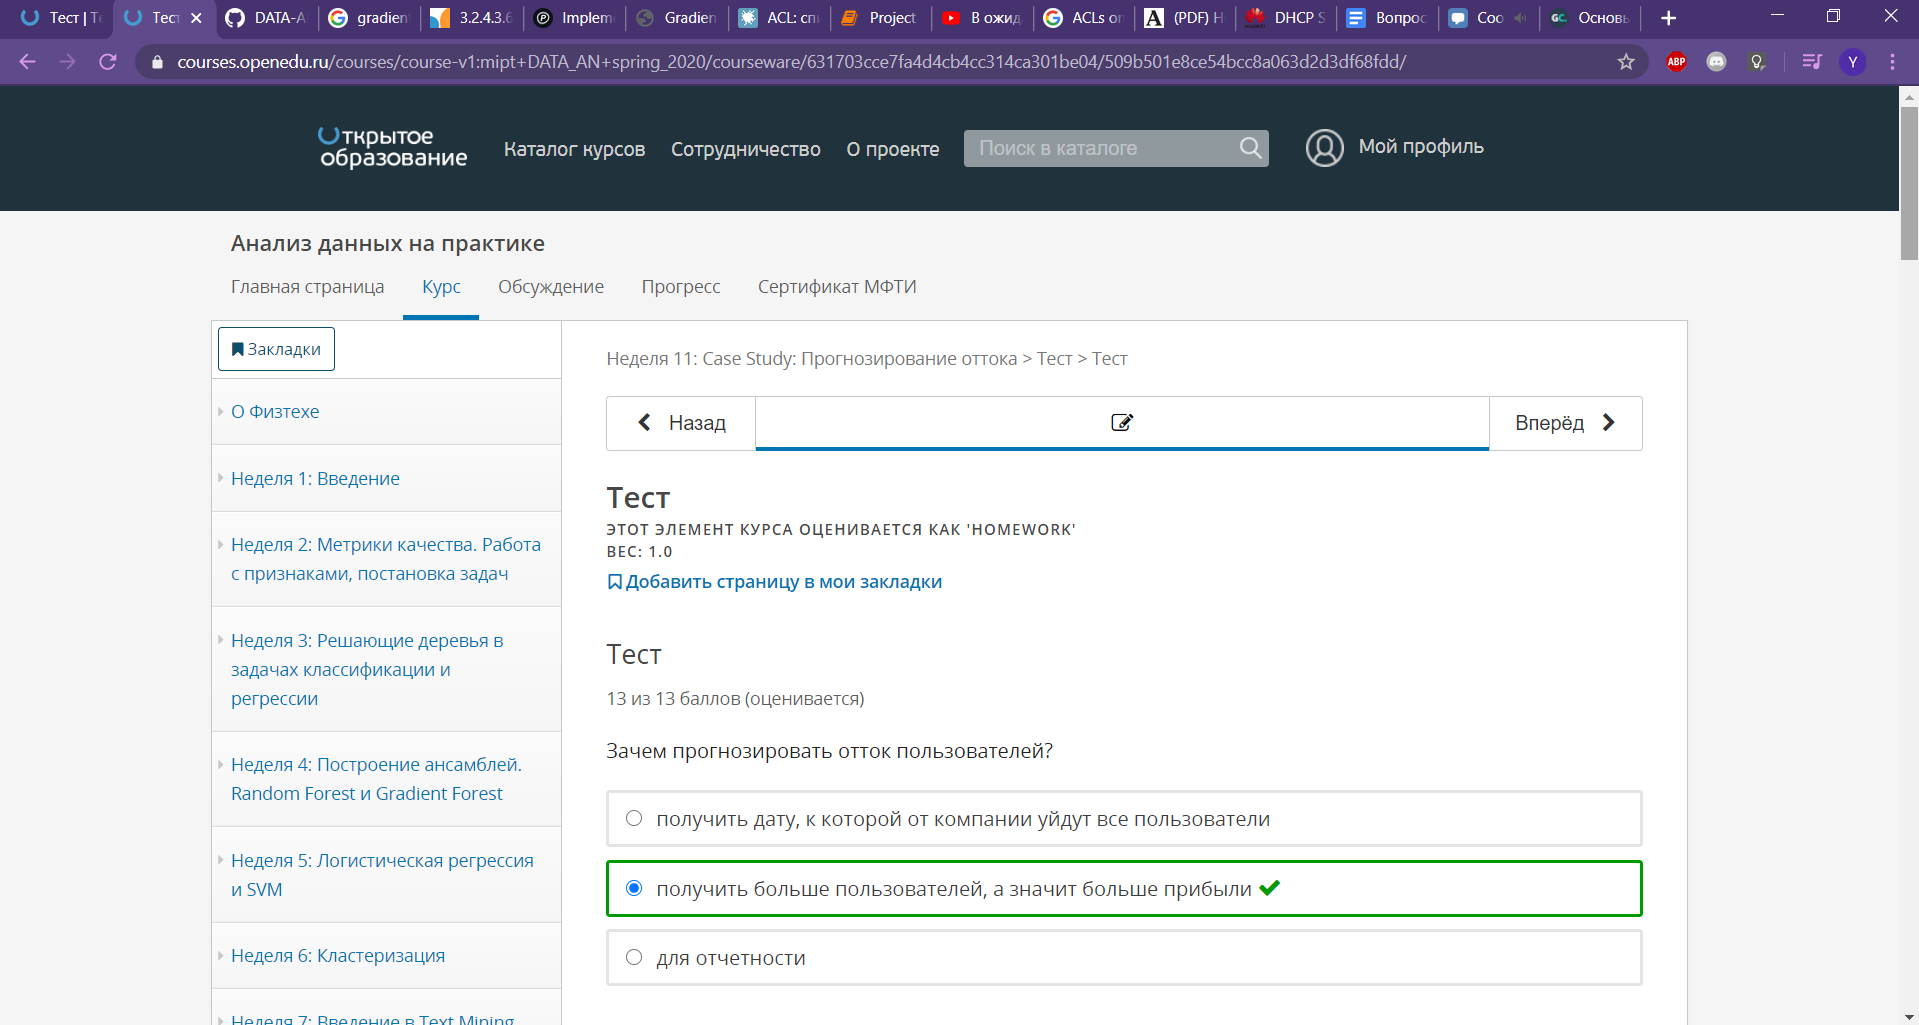 Тест | Те
Тест
DATA-A
gradien
3.2.4.3.6
Impleme
Gradien
ACL: спи
Project
В ожид
ACLs on
(PDF) H
DHCP S
Вопрос
Соо
Основы
courses.openedu.ru/courses/course-v1:mipt+DATA_AN+spring_2020/courseware/631703cce7fa4d4cb4cc314ca301be04/509b501e8ce54bcc8a063d2d3df68fdd/
ABP
Y
Открытое
образование
Каталог курсов
Сотрудничество
О проекте
Поиск в каталоге
Мой профиль
Анализ данных на практике
Главная страница
Курс
Обсуждение
Прогресс
Сертификат МФТИ
Закладки
О Физтехе
Неделя 1: Введение
Неделя 2: Метрики качества. Работа
с признаками, постановка задач
Неделя 3: Решающие деревья в
задачах классификации и
регрессии
Неделя 4: Построение ансамблей.
Random Forest и Gradient Forest
Неделя 5: Логистическая регрессия
и SVM
Неделя 6: Кластеризация
Неделя 7: Введение в Text Mining
Неделя 11: Case Study: Прогнозирование оттока > Тест > Тест
Назад
Вперёд
Тест
ЭТОТ ЭЛЕМЕНТ КУРСА ОЦЕНИВАЕТСЯ КАК 'HOMEWORK'
ВЕС: 1.0
Добавить страницу в мои закладки
Тест
13 из 13 баллов (оценивается)
Зачем прогнозировать отток пользователей?
получить дату, к которой от компании уйдут все пользователи
получить больше пользователей, а значит больше прибыли
для отчетности